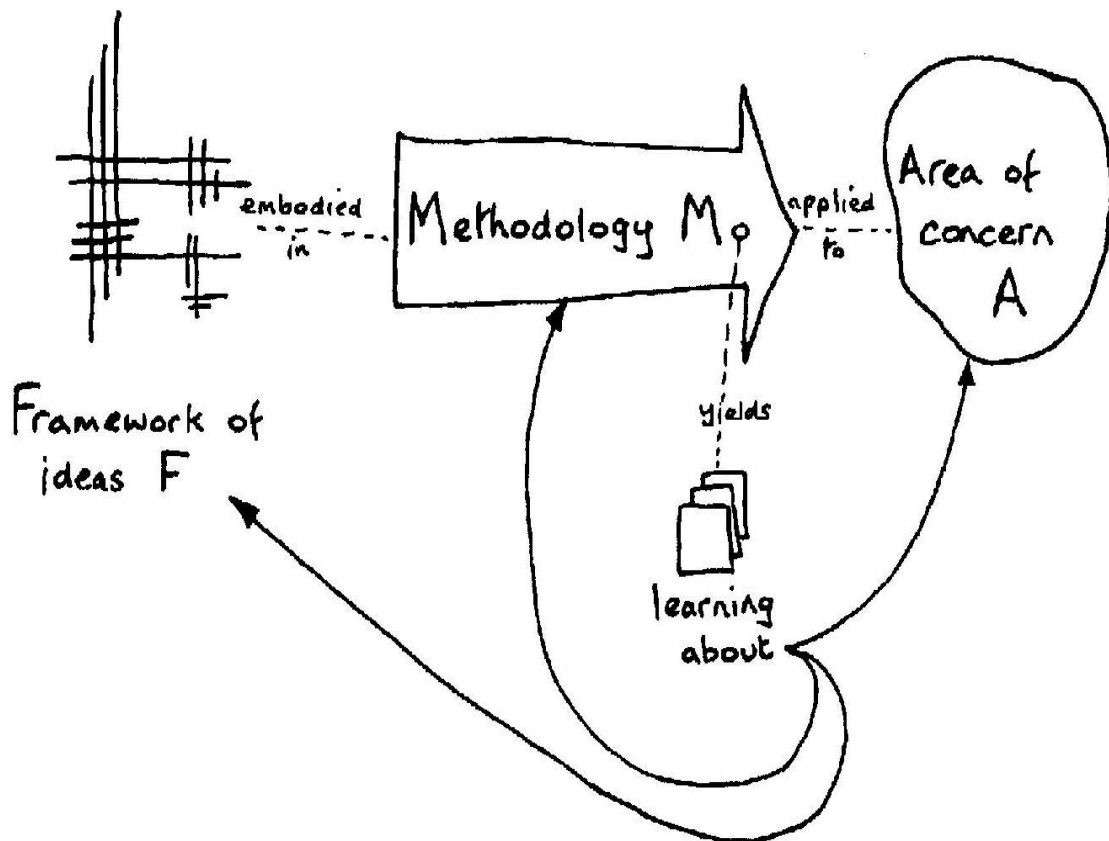 embodied
in
Methodology M
applied
to
Area of
concern
A
Framework of
ideas F
yields
learning
about